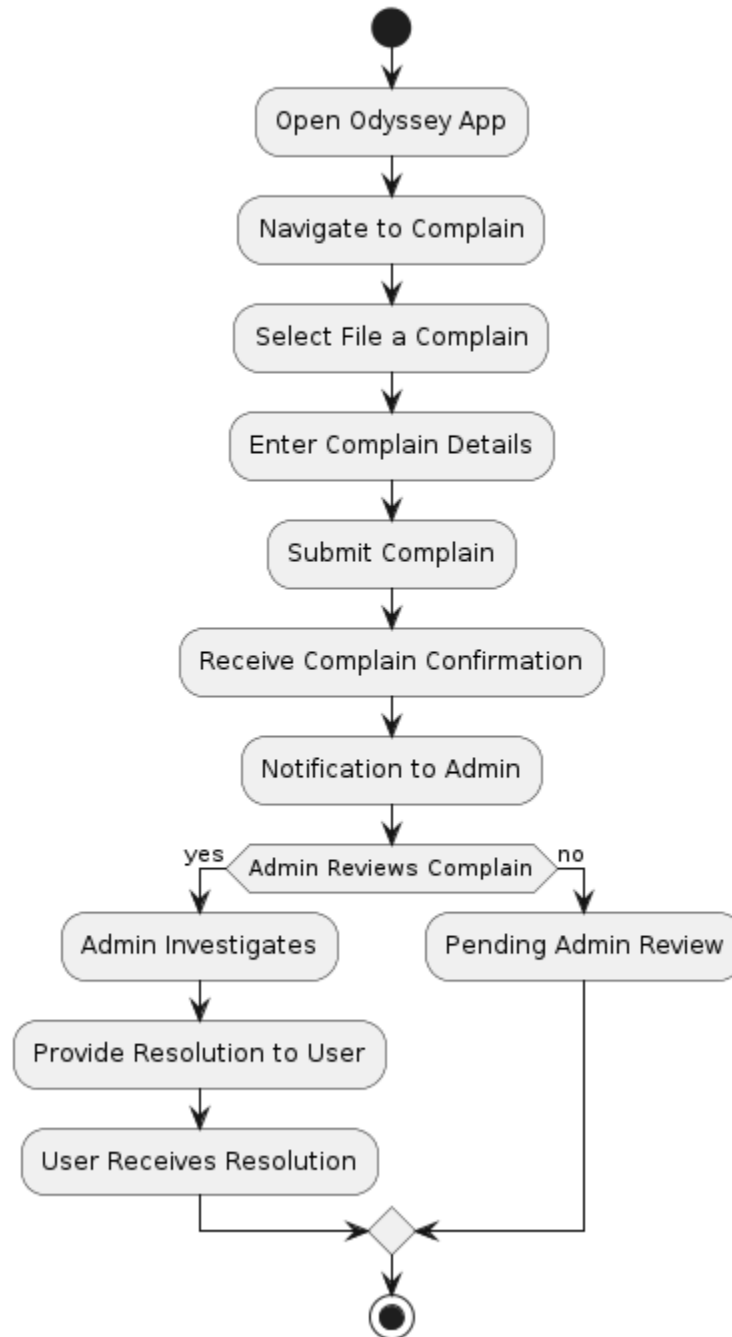 Open Odyssey App
Navigate to Complain
Select File a Complain
Enter Complain Details
Submit Complain
Receive Complain Confirmation
Notification to Admin
yes
Admin Reviews Complain
no
Admin Investigates
Pending Admin Review
Provide Resolution to User
User Receives Resolution